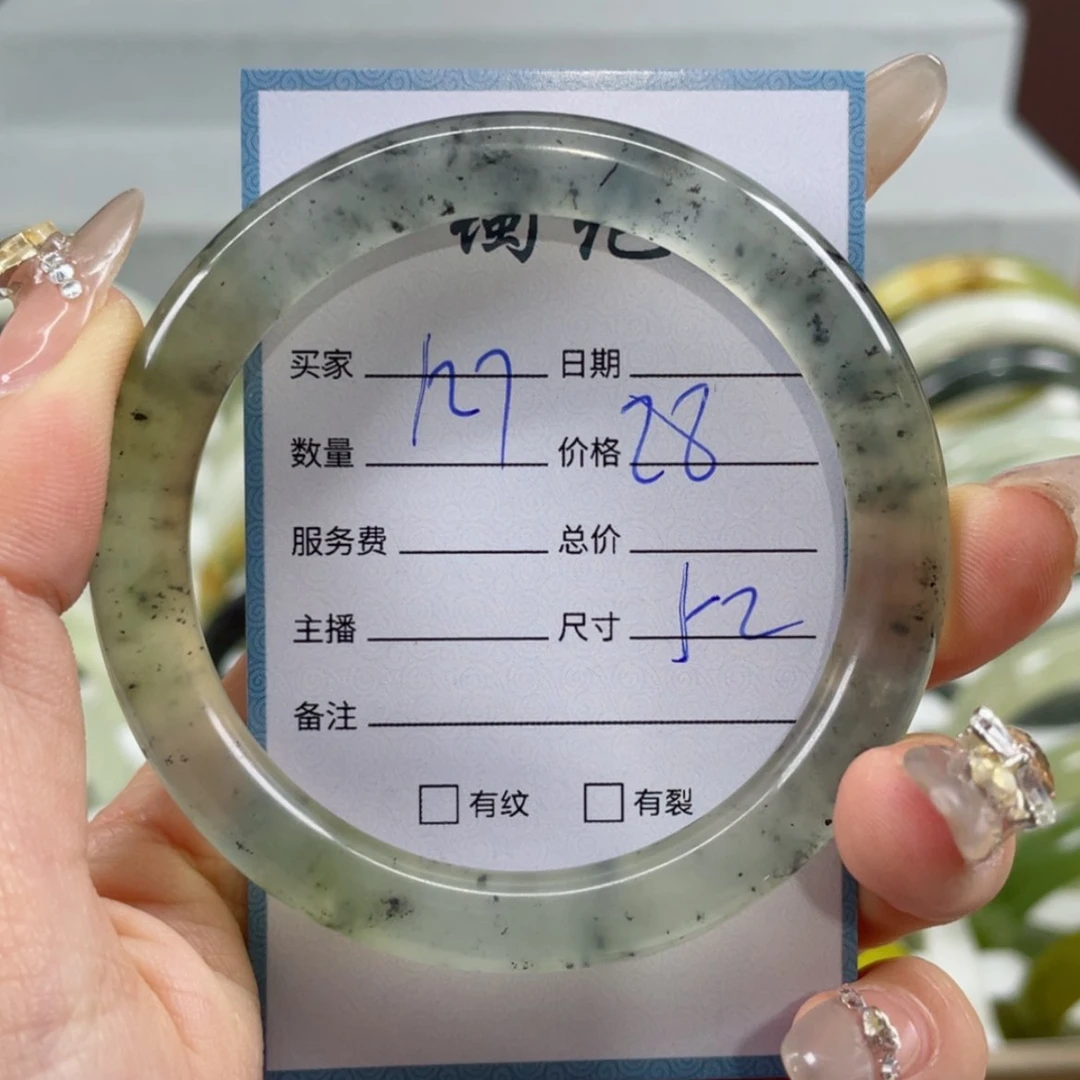 买家 127 日期
数量 价格 28
服务费 总价
主播 尺寸 52
备注
有纹 有裂